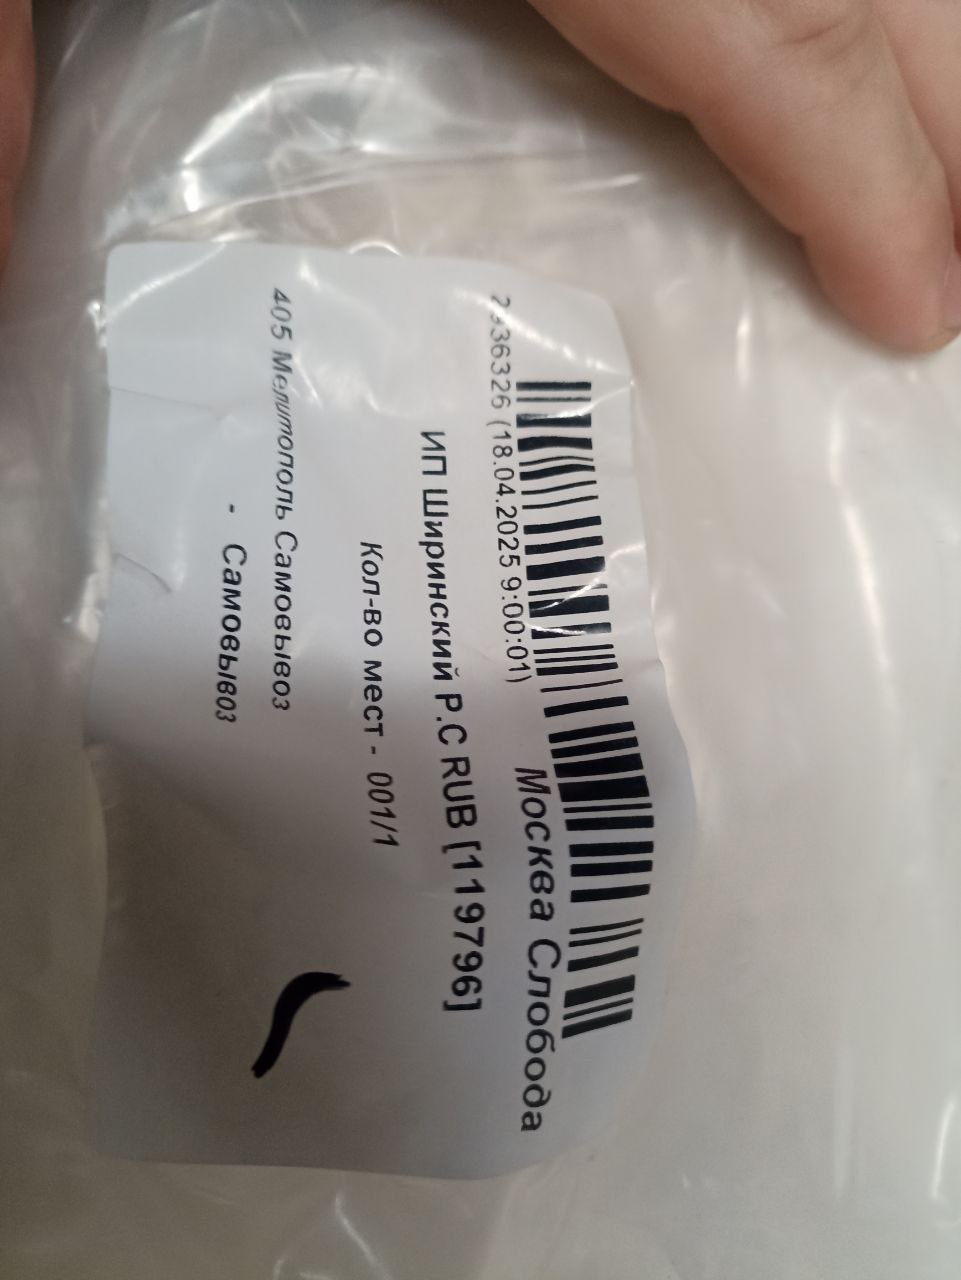 (18.04.2025 9:00:01) Москва Слобода
ИП Ширинский Р.С RUB [119796]
Кол-во мест - 001/1
405 Мелитополь Самовывоз
- Самовывоз